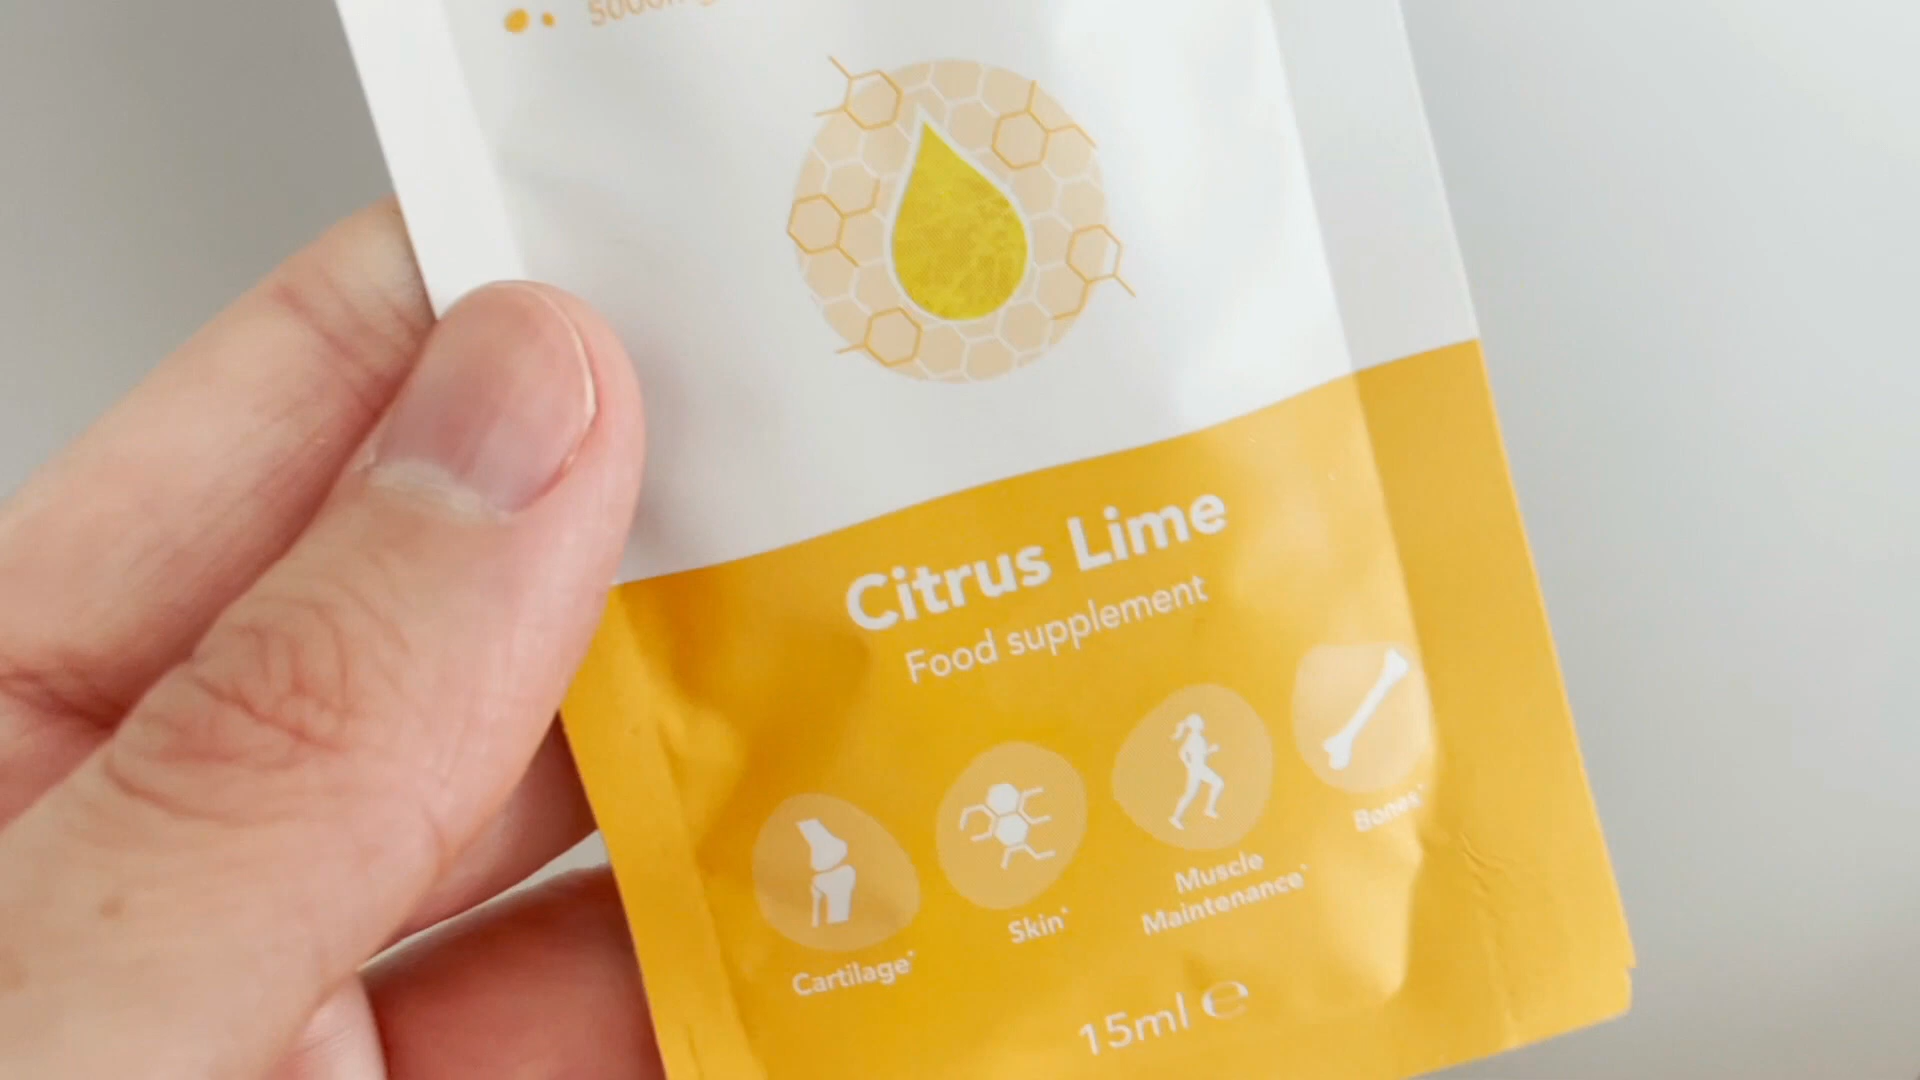 Citrus Lime
Food supplement
Cartilage*
Skin*
Muscle
Maintenance*
Bones*
15ml ℮